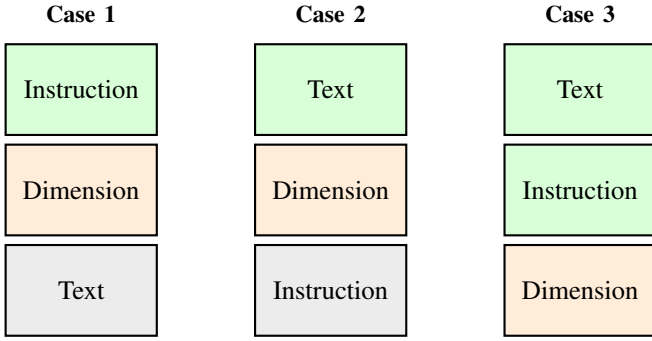 Case 1
Case 2
Case 3
Instruction
Text
Text
Dimension
Dimension
Instruction
Text
Instruction
Dimension